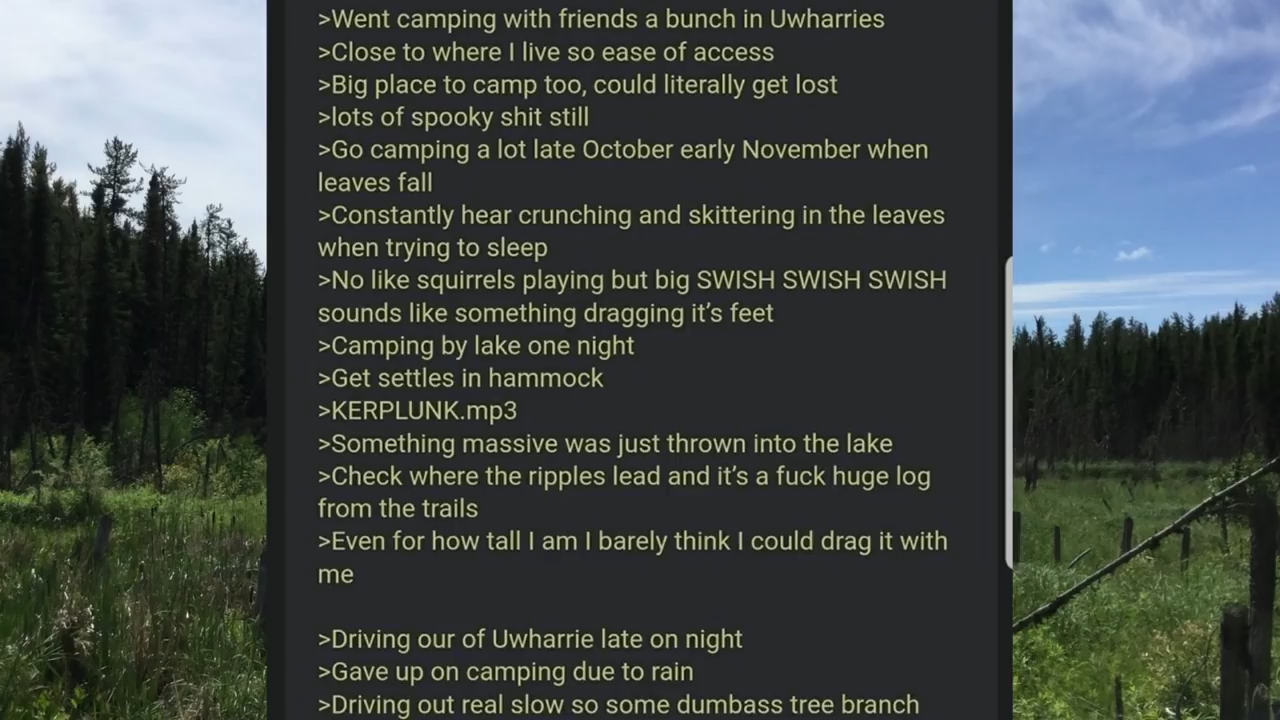 >Went camping with friends a bunch in Uwharries
>Close to where I live so ease of access
>Big place to camp too, could literally get lost
>lots of spooky shit still
>Go camping a lot late October early November when
leaves fall
>Constantly hear crunching and skittering in the leaves
when trying to sleep
>No like squirrels playing but big SWISH SWISH SWISH
sounds like something dragging it’s feet
>Camping by lake one night
>Get settles in hammock
>KERPLUNK.mp3
>Something massive was just thrown into the lake
>Check where the ripples lead and it’s a fuck huge log
from the trails
>Even for how tall I am I barely think I could drag it with
me
>Driving our of Uwharrie late on night
>Gave up on camping due to rain
>Driving out real slow so some dumbass tree branch